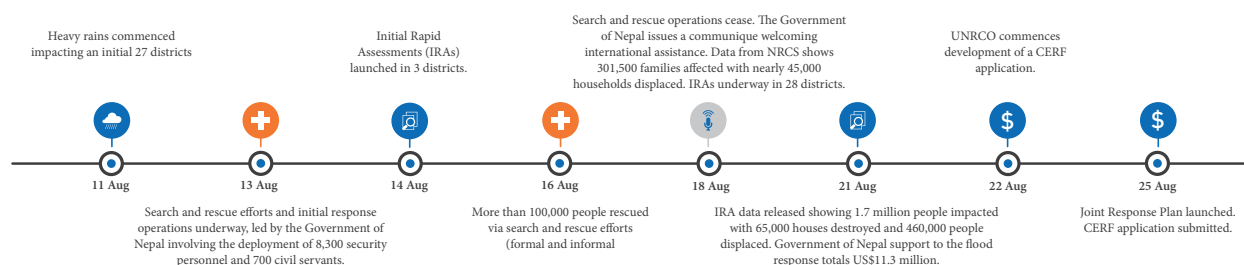 Heavy rains commenced
impacting an initial 27 districts
Initial Rapid
Assessments (IRAs)
launched in 3 districts.
Search and rescue operations cease. The Government
of Nepal issues a communique welcoming
international assistance. Data from NRCS shows
301,500 families affected with nearly 45,000
households displaced. IRAs underway in 28 districts.
UNRCO commences
development of a CERF
application.
$
$
11 Aug
13 Aug
14 Aug
16 Aug
18 Aug
21 Aug
22 Aug
25 Aug
Search and rescue efforts and initial response
operations underway, led by the Government of
Nepal involving the deployment of 8,300 security
personnel and 700 civil servants.
More than 100,000 people rescued
via search and rescue efforts
(formal and informal
IRA data released showing 1.7 million people impacted
with 65,000 houses destroyed and 460,000 people
displaced. Government of Nepal support to the flood
response totals US$11.3 million.
Joint Response Plan launched.
CERF application submitted.